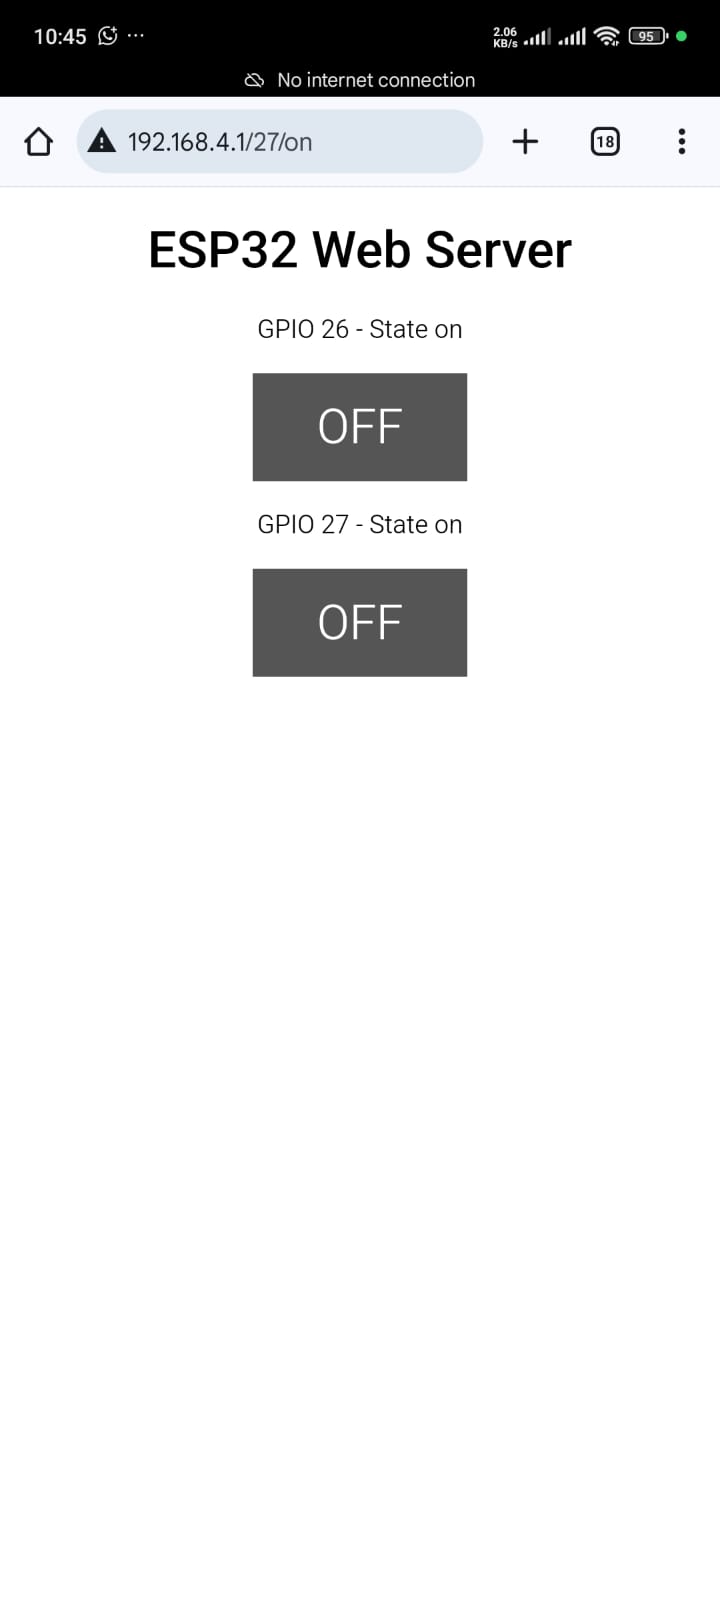 10:45 ...
2.06
KB/s
95
No internet connection
192.168.4.1/27/on
18
ESP32 Web Server
GPIO 26 - State on
OFF
GPIO 27 - State on
OFF